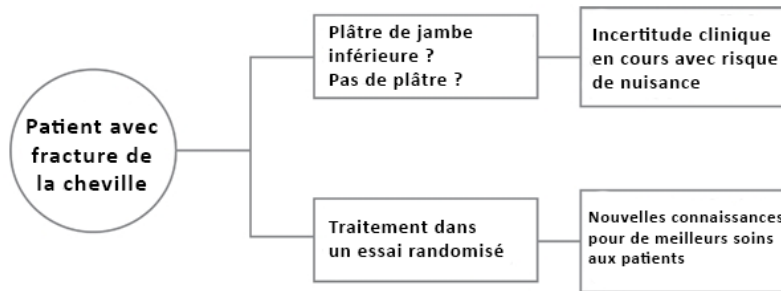 Patient avec
fracture de
la cheville
Plâtre de jambe
inférieure ?
Pas de plâtre ?
Incertitude clinique
en cours avec risque
de nuisance
Traitement dans
un essai randomisé
Nouvelles connaissances
pour de meilleurs soins
aux patients